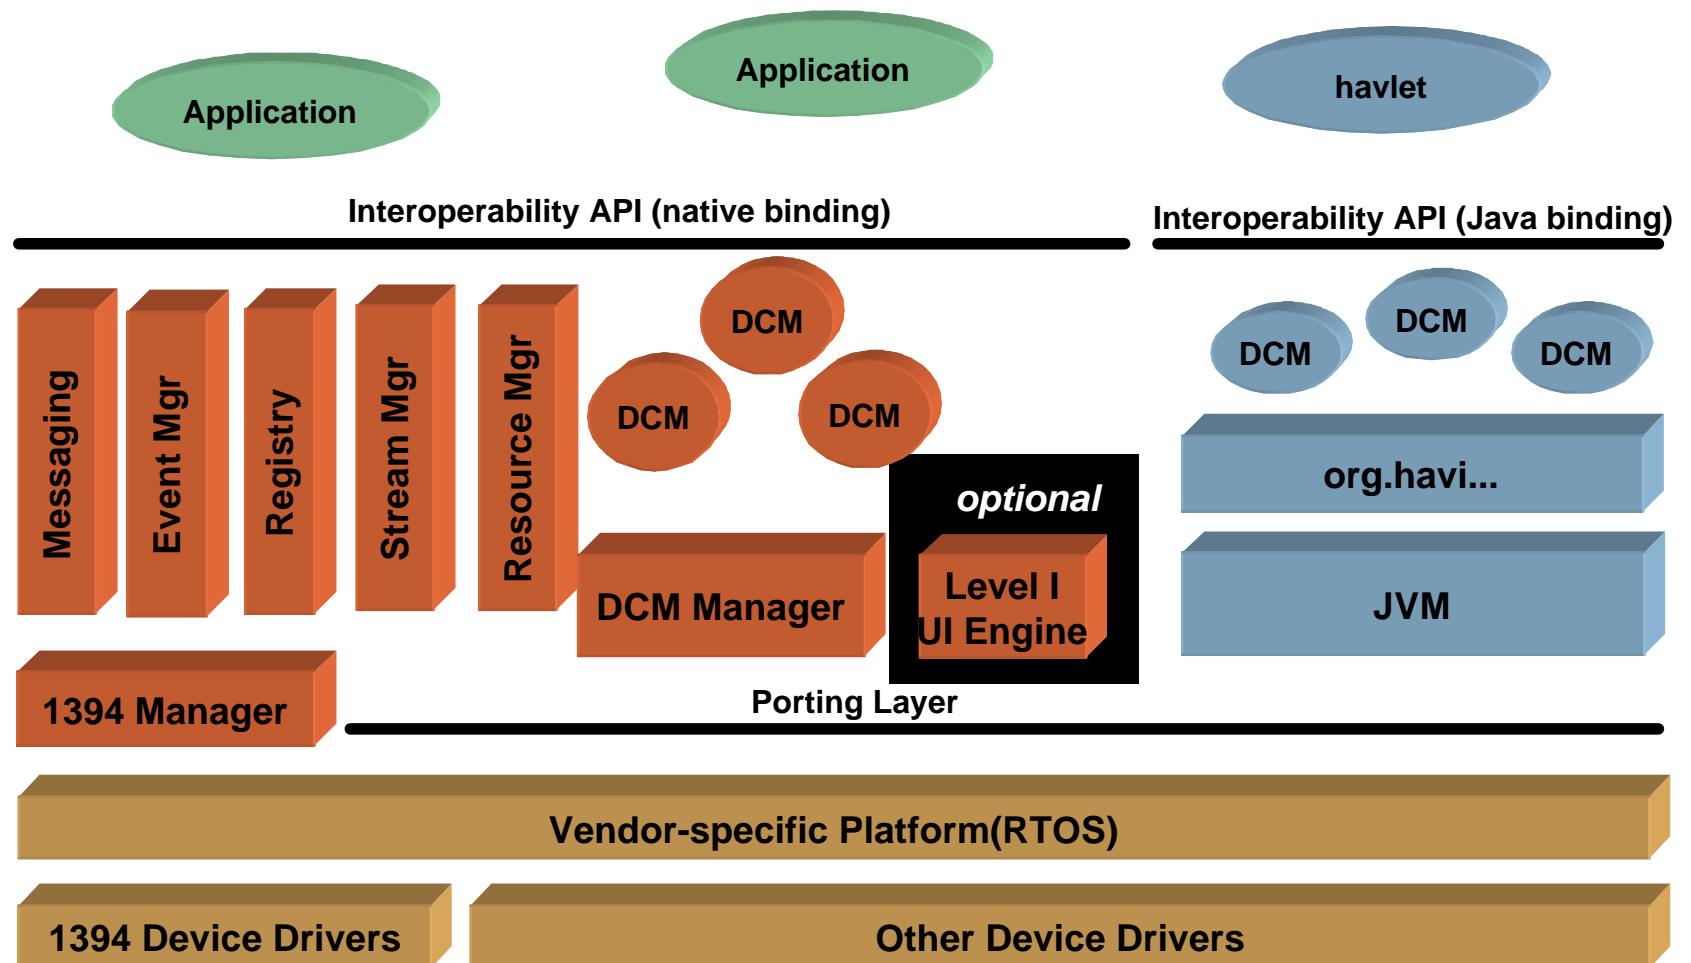 Application
Application
havlet
Interoperability API (native binding)
Interoperability API (Java binding)
Messaging
Event Mgr
Registry
Stream Mgr
Resource Mgr
DCM
DCM
DCM
DCM
DCM
DCM
org.havi...
optional
DCM Manager
Level I
UI Engine
JVM
1394 Manager
Porting Layer
Vendor-specific Platform(RTOS)
1394 Device Drivers
Other Device Drivers